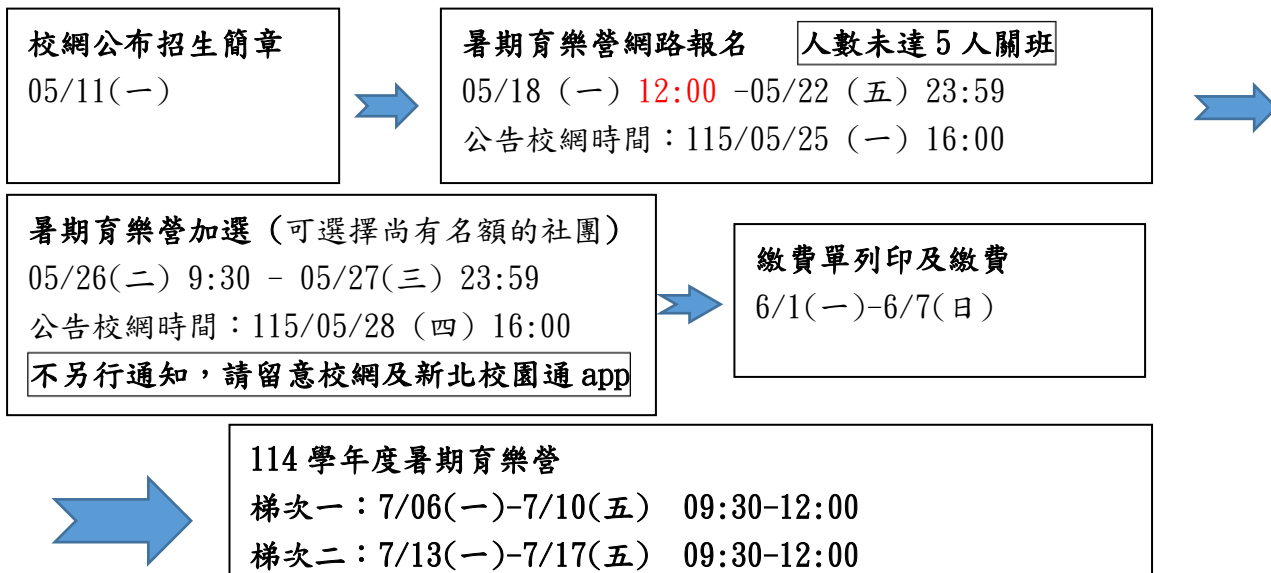 校網公布招生簡章
05/11(一)
暑期育樂營網路報名 人數未達 5 人關班
05/18 (一) 12:00 -05/22 (五) 23:59
公告校網時間：115/05/25 (一) 16:00
暑期育樂營加選 (可選擇尚有名額的社團)
05/26(二) 9:30 - 05/27(三) 23:59
公告校網時間：115/05/28 (四) 16:00
不另行通知，請留意校網及新北校園通 app
繳費單列印及繳費
6/1(一)-6/7(日)
114 學年度暑期育樂營
梯次一：7/06(一)-7/10(五) 09:30-12:00
梯次二：7/13(一)-7/17(五) 09:30-12:00